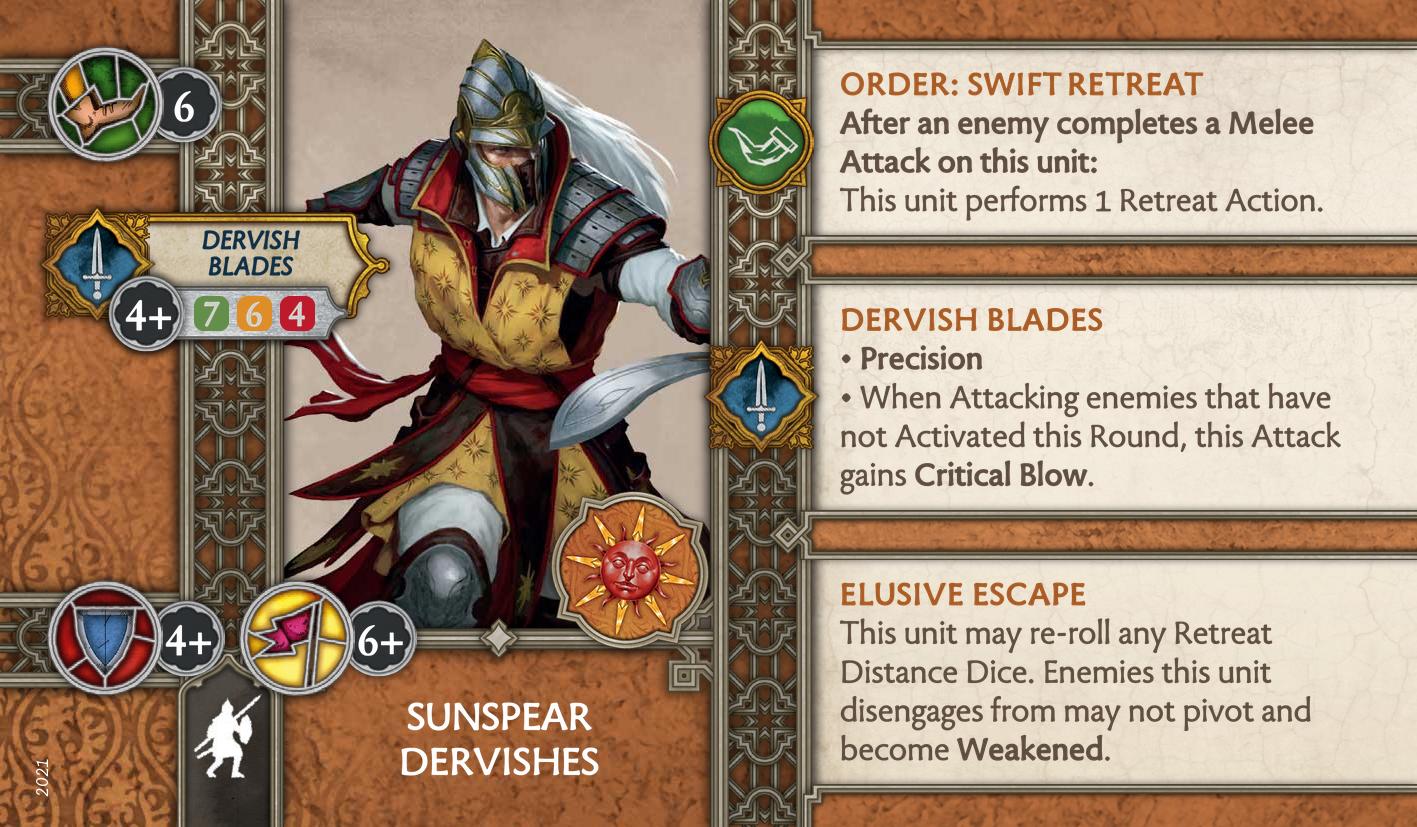 6
DERVISH
BLADES
4+ 7 6 4
4+ 6+
SUNSPEAR
DERVISHES
2021
ORDER: SWIFT RETREAT
After an enemy completes a Melee
Attack on this unit:
This unit performs 1 Retreat Action.
DERVISH BLADES
• Precision
• When Attacking enemies that have
not Activated this Round, this Attack
gains Critical Blow.
ELUSIVE ESCAPE
This unit may re-roll any Retreat
Distance Dice. Enemies this unit
disengages from may not pivot and
become Weakened.